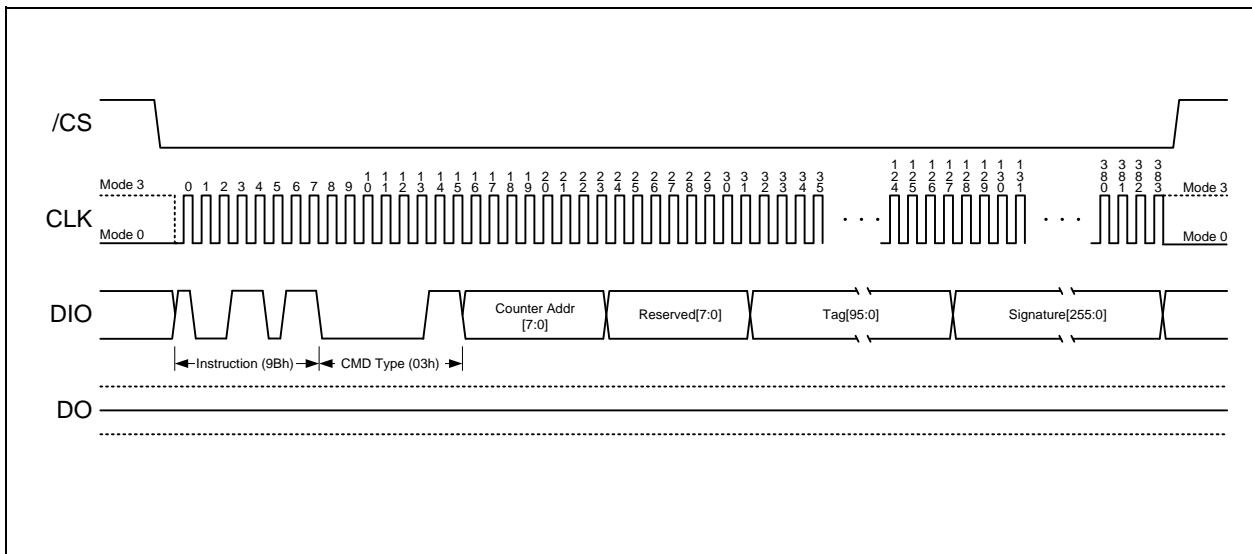 /CS
Mode 3
0 1 2 3 4 5 6 7 8 9 10 11 12 13 14 15 16 17 18 19 20 21 22 23 24 25 26 27 28 29 30 31 32 33 34 35 124 125 126 127 128 129 130 131 380 381 382 383
Mode 3
CLK
Mode 0
· · ·
· · ·
Mode 0
DIO
Counter Addr
[7:0]
Reserved[7:0]
Tag[95:0]
Signature[255:0]
Instruction (9Bh)
CMD Type (03h)
DO